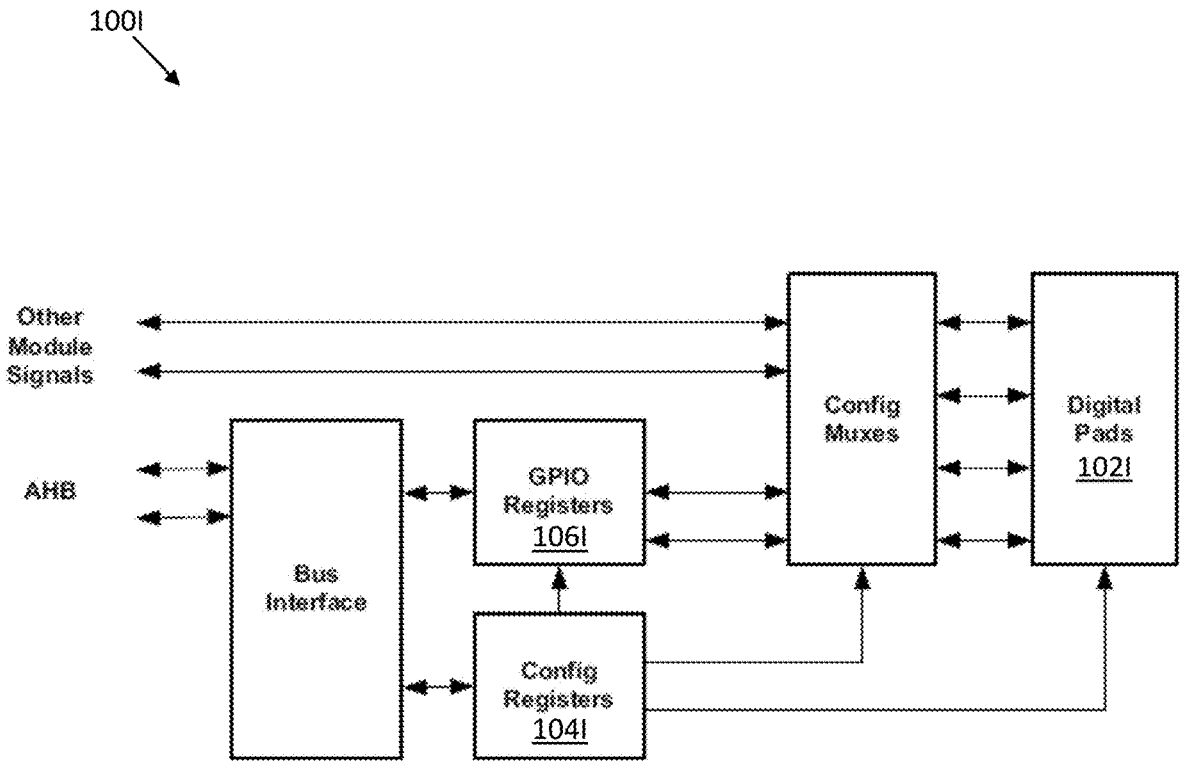 100I
Other
Module
Signals
AHB
Bus
Interface
GPIO
Registers
106I
Config
Registers
104I
Config
Muxes
Digital
Pads
102I